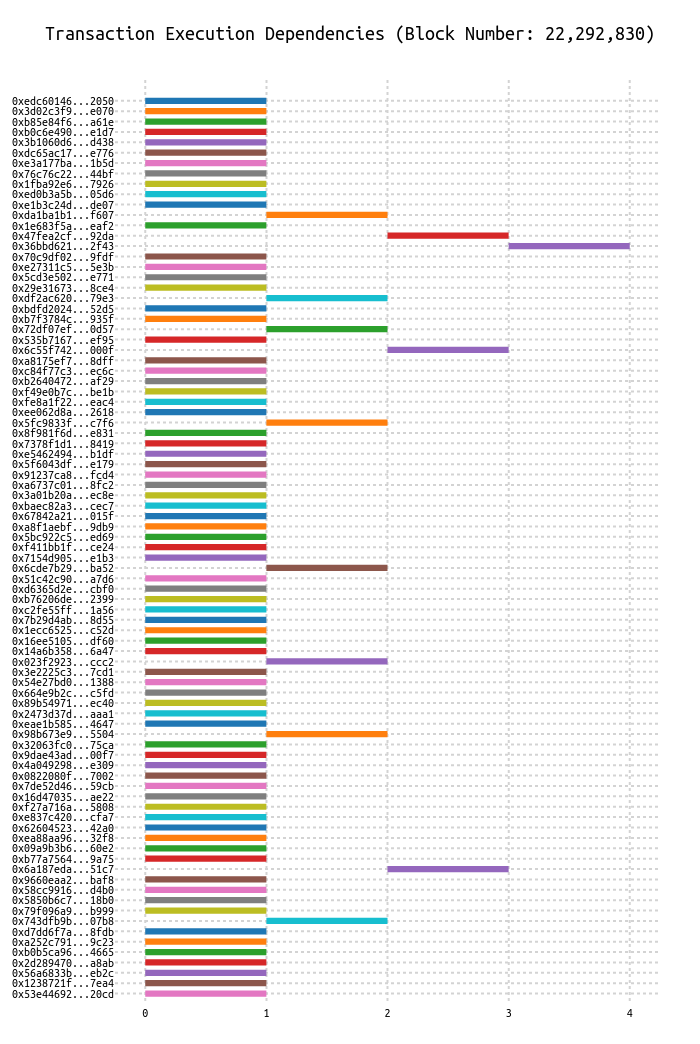 Transaction Execution Dependencies (Block Number: 22,292,830)
0xedc60146...2050
0x3d02c3f9...e070
0xb85e84f6...a61e
0xb0c6e490...e1d7
0x3b1060d6...d438
0xdc65ac17...e776
0xe3a177ba...1b5d
0x76c76c22...44bf
0x1fba92e6...7926
0xed0b3a5b...05d6
0xe1b3c24d...de07
0xda1ba1b1...f607
0x1e683f5a...eaf2
0x47fea2cf...92da
0x36bbd621...2f43
0x70c9df02...9fdf
0xe27311c5...5e3b
0x5cd3e502...e771
0x29e31673...8ce4
0xdf2ac620...79e3
0xbdfd2024...52d5
0xb7f3784c...935f
0x72df07ef...0d57
0x535b7167...ef95
0x6c55f742...000f
0xa8175ef7...8dff
0xc84f77c3...ec6c
0xb2640472...af29
0xf49e0b7c...be1b
0xfe8a1f22...eac4
0xee062d8a...2618
0x5fc9833f...c7f6
0x8f981f6d...e831
0x7378f1d1...8419
0xe5462494...b1df
0x5f6043df...e179
0x91237ca8...fcd4
0xa6737c01...8fc2
0x3a01b20a...ec8e
0xbaec82a3...cec7
0x67842a21...015f
0xa8f1aebf...9db9
0x5bc922c5...ed69
0xf411bb1f...ce24
0x7154d905...e1b3
0x6cde7b29...ba52
0x51c42c90...a7d6
0xd6365d2e...cbf0
0xb76206de...2399
0xc2fe55ff...1a56
0x7b29d4ab...8d55
0x1ecc6525...c52d
0x16ee5105...df60
0x14a6b358...6a47
0x023f2923...ccc2
0x3e2225c3...7cd1
0x54e27bd0...1388
0x664e9b2c...c5fd
0x89b54971...ec40
0x2473d37d...aaa1
0xeae1b585...4647
0x98b673e9...5504
0x32063fc0...75ca
0x9dae43ad...00f7
0x4a049298...e309
0x0822080f...7002
0x7de52d46...59cb
0x16d47035...ae22
0xf27a716a...5808
0xe837c420...cfa7
0x62604523...42a0
0xea88aa96...32f8
0x09a9b3b6...60e2
0xb77a7564...9a75
0x6a187eda...51c7
0x9660eaa2...baf8
0x58cc9916...d4b0
0x5850b6c7...18b0
0x79f096a9...b999
0x743dfb9b...07b8
0xd7dd6f7a...8fdb
0xa252c791...9c23
0xb0b5ca96...4665
0x2d289470...a8ab
0x56a6833b...eb2c
0x1238721f...7ea4
0x53e44692...20cd
0 1 2 3 4